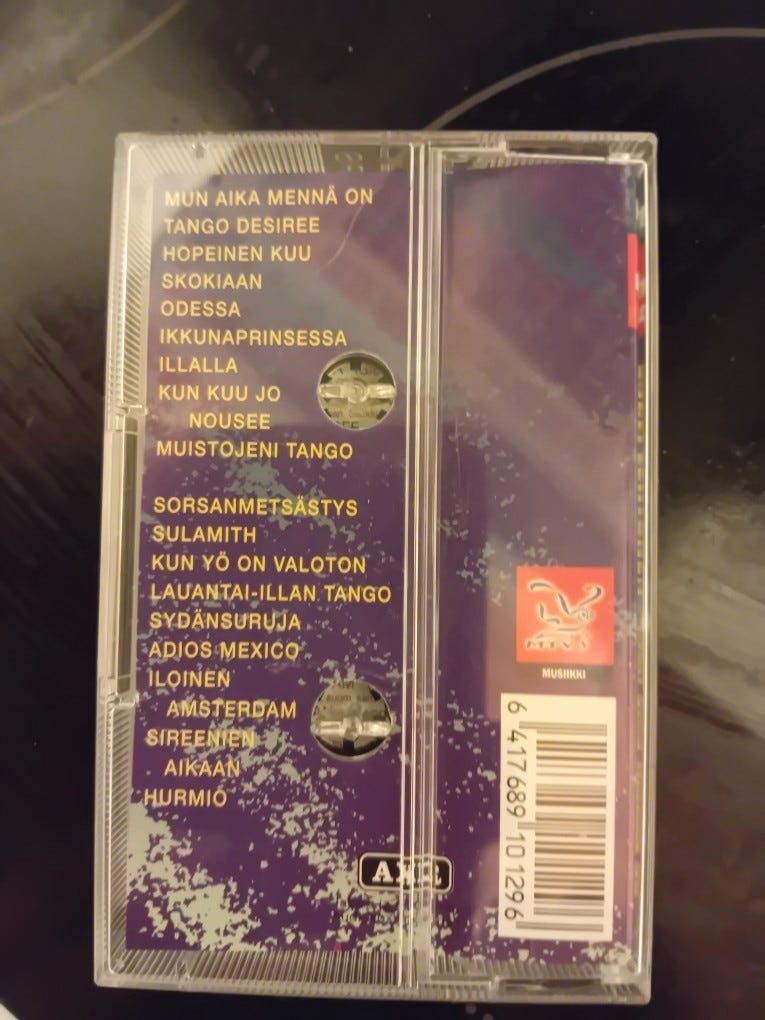 MUN AIKA MENNÄ ON
TANGO DESIREE
HOPEINEN KUU
SKOKIAAN
ODESSA
IKKUNAPRINSESSA
ILLALLA
KUN KUU JO
NOUSEE
MUISTOJENI TANGO
SORSANMETSÄSTYS
SULAMITH
KUN YÖ ON VALOTON
LAUANTAI-ILLAN TANGO
SYDÄNSURUJA
ADIOS MEXICO
ILOINEN
AMSTERDAM
SIREENIEN
AIKAAN
HURMIO
MUSIIKKI
6 417689 101296